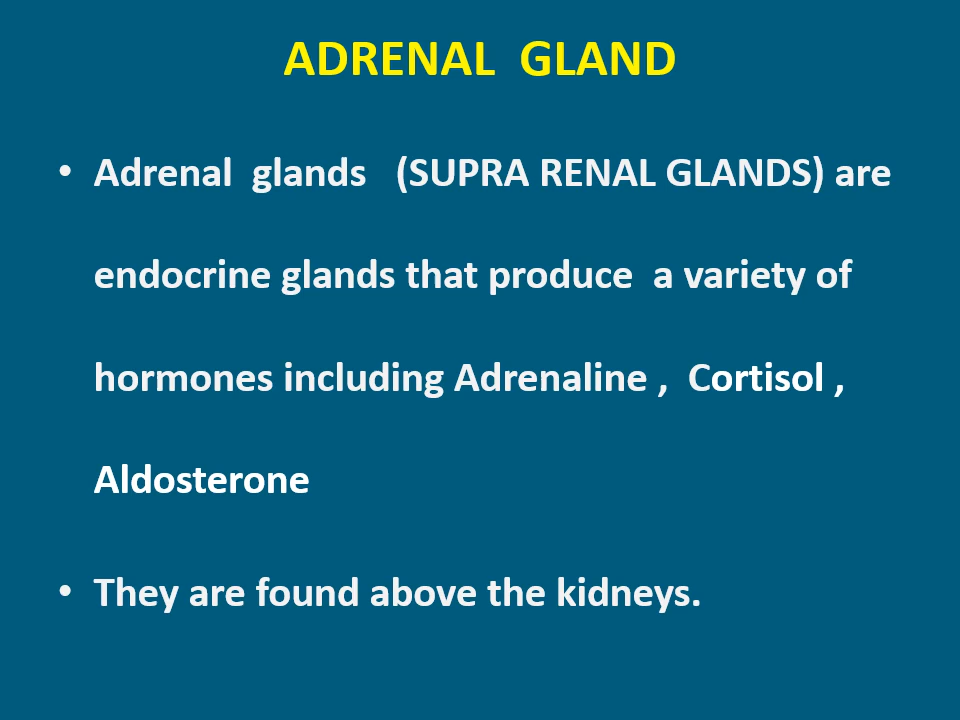 ADRENAL  GLAND
• Adrenal  glands   (SUPRA RENAL GLANDS) are
endocrine glands that produce  a variety of
hormones including Adrenaline ,  Cortisol ,
Aldosterone
• They are found above the kidneys.